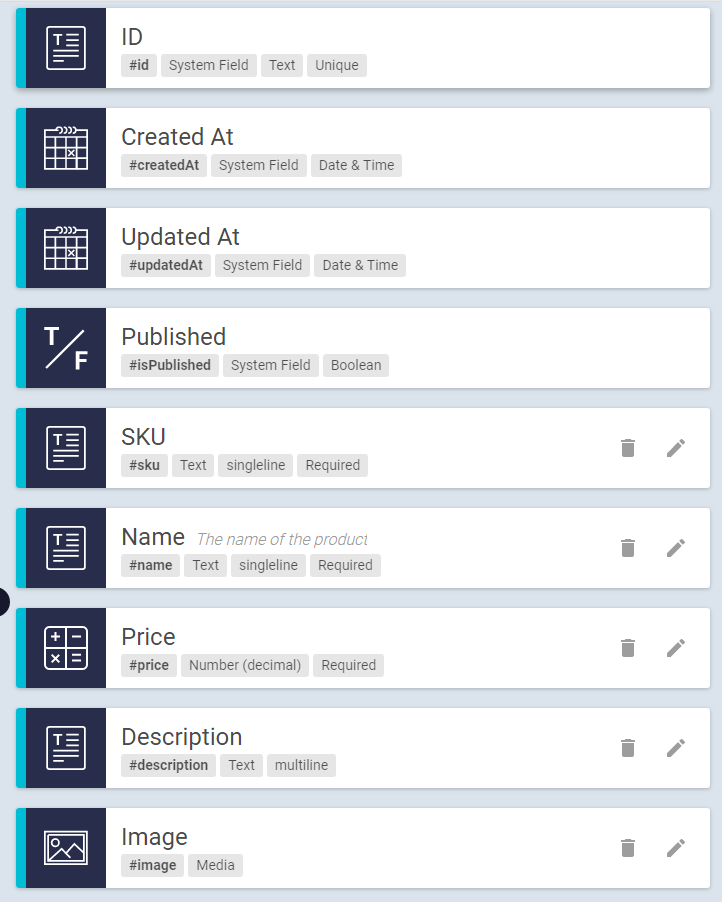 ID
#id System Field Text Unique
Created At
#createdAt System Field Date & Time
Updated At
#updatedAt System Field Date & Time
T/F
Published
#isPublished System Field Boolean
SKU
#sku Text singleline Required
Name The name of the product
#name Text singleline Required
Price
#price Number (decimal) Required
Description
#description Text multiline
Image
#image Media